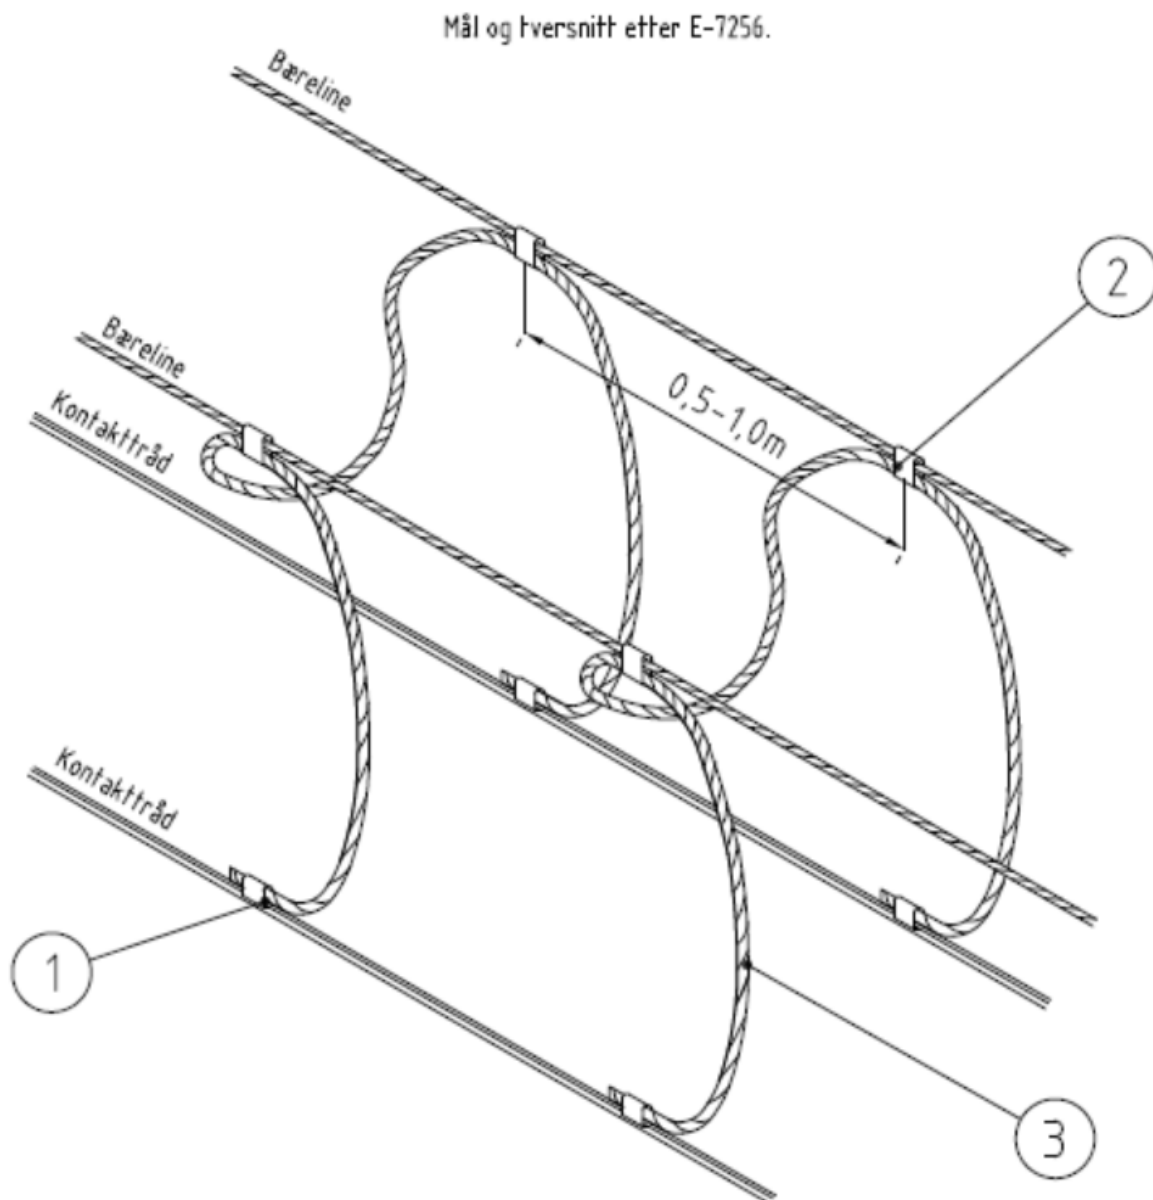 Mål og tversnitt etter E-7256.
Bæreline
2
Bæreline
0,5-1,0m
Kontakttråd
Kontakttråd
1
3